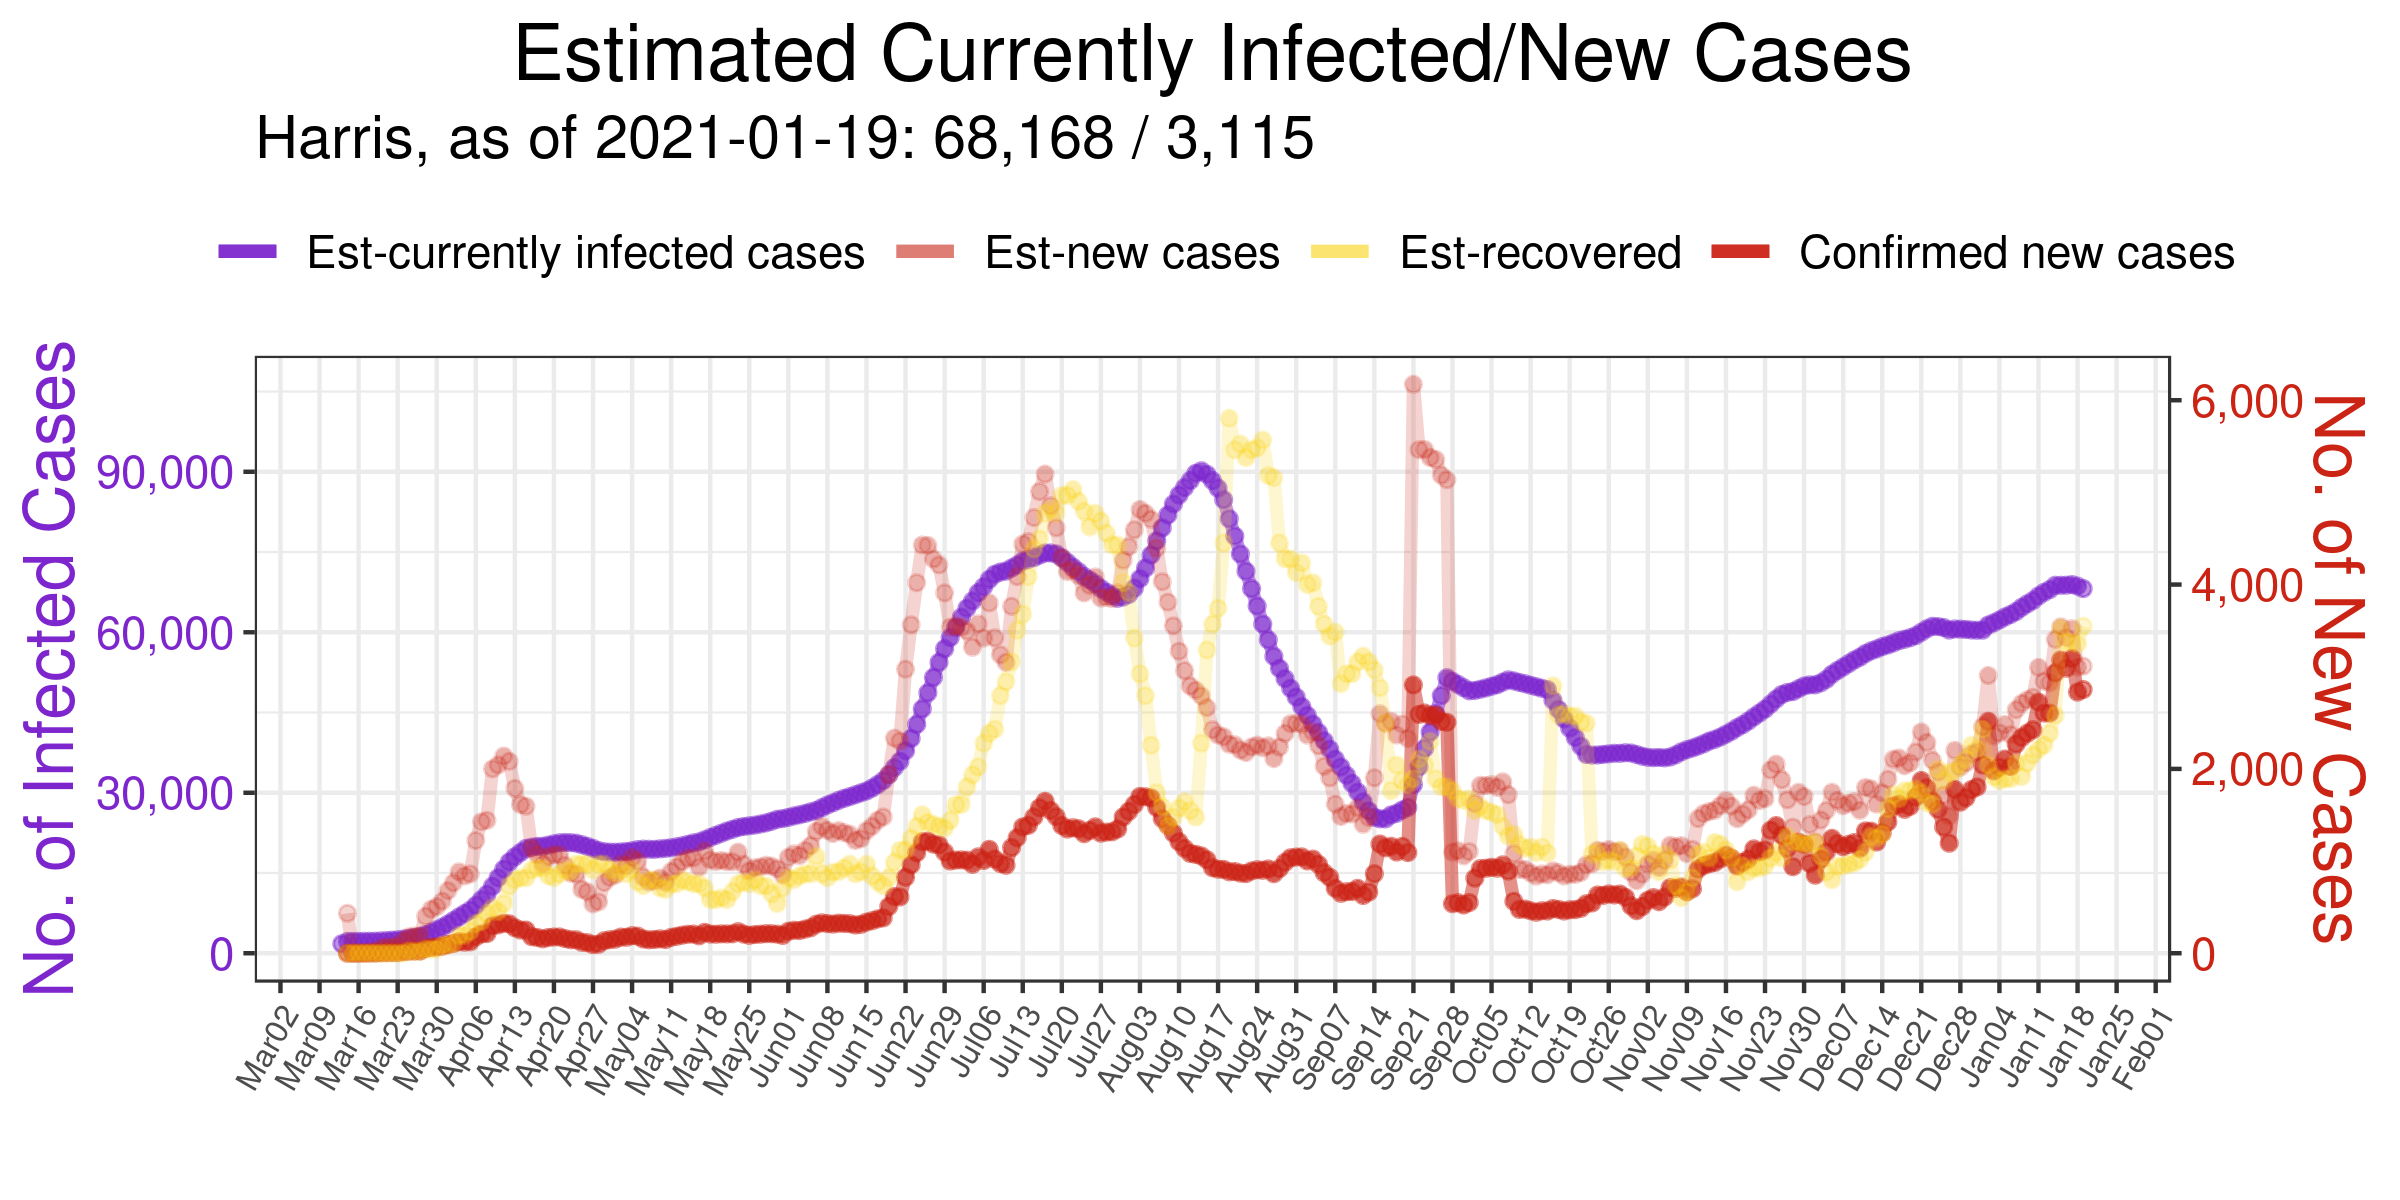 Estimated Currently Infected/New Cases
Harris, as of 2021-01-19: 68,168 / 3,115
Est-currently infected cases Est-new cases Est-recovered Confirmed new cases
No. of Infected Cases
90,000
60,000
30,000
0
6,000
4,000
2,000
0
No. of New Cases
Mar02 Mar09 Mar16 Mar23 Mar30 Apr06 Apr13 Apr20 Apr27 May04 May11 May18 May25 Jun01 Jun08 Jun15 Jun22 Jun29 Jul06 Jul13 Jul20 Jul27 Aug03 Aug10 Aug17 Aug24 Aug31 Sep07 Sep14 Sep21 Sep28 Oct05 Oct12 Oct19 Oct26 Nov02 Nov09 Nov16 Nov23 Nov30 Dec07 Dec14 Dec21 Dec28 Jan04 Jan11 Jan18 Jan25 Feb01